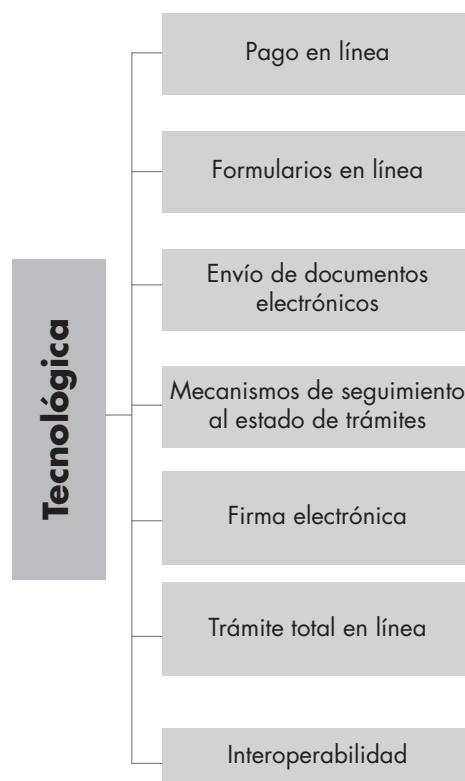 Tecnológica
Pago en línea
Formularios en línea
Envío de documentos
electrónicos
Mecanismos de seguimiento
al estado de trámites
Firma electrónica
Trámite total en línea
Interoperabilidad